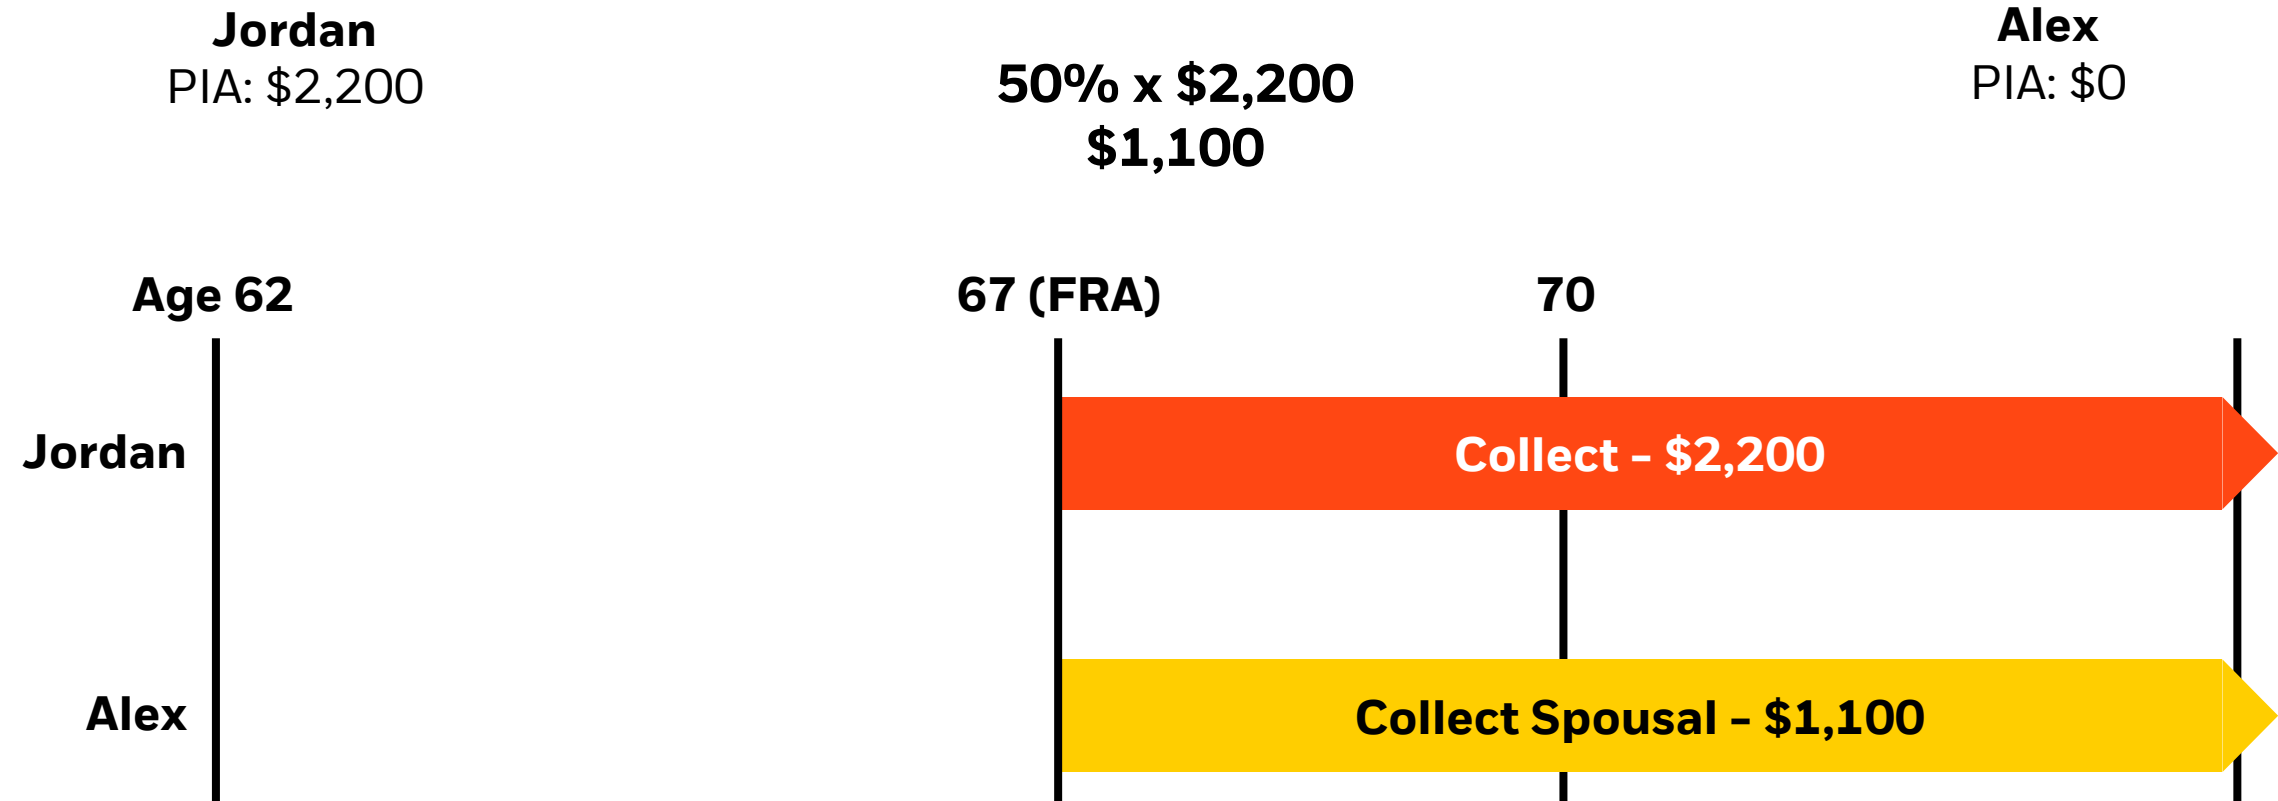 Jordan
PIA: $2,200
50% x $2,200
$1,100
Alex
PIA: $0
Age 62
67 (FRA)
70
Jordan
Collect – $2,200
Alex
Collect Spousal – $1,100